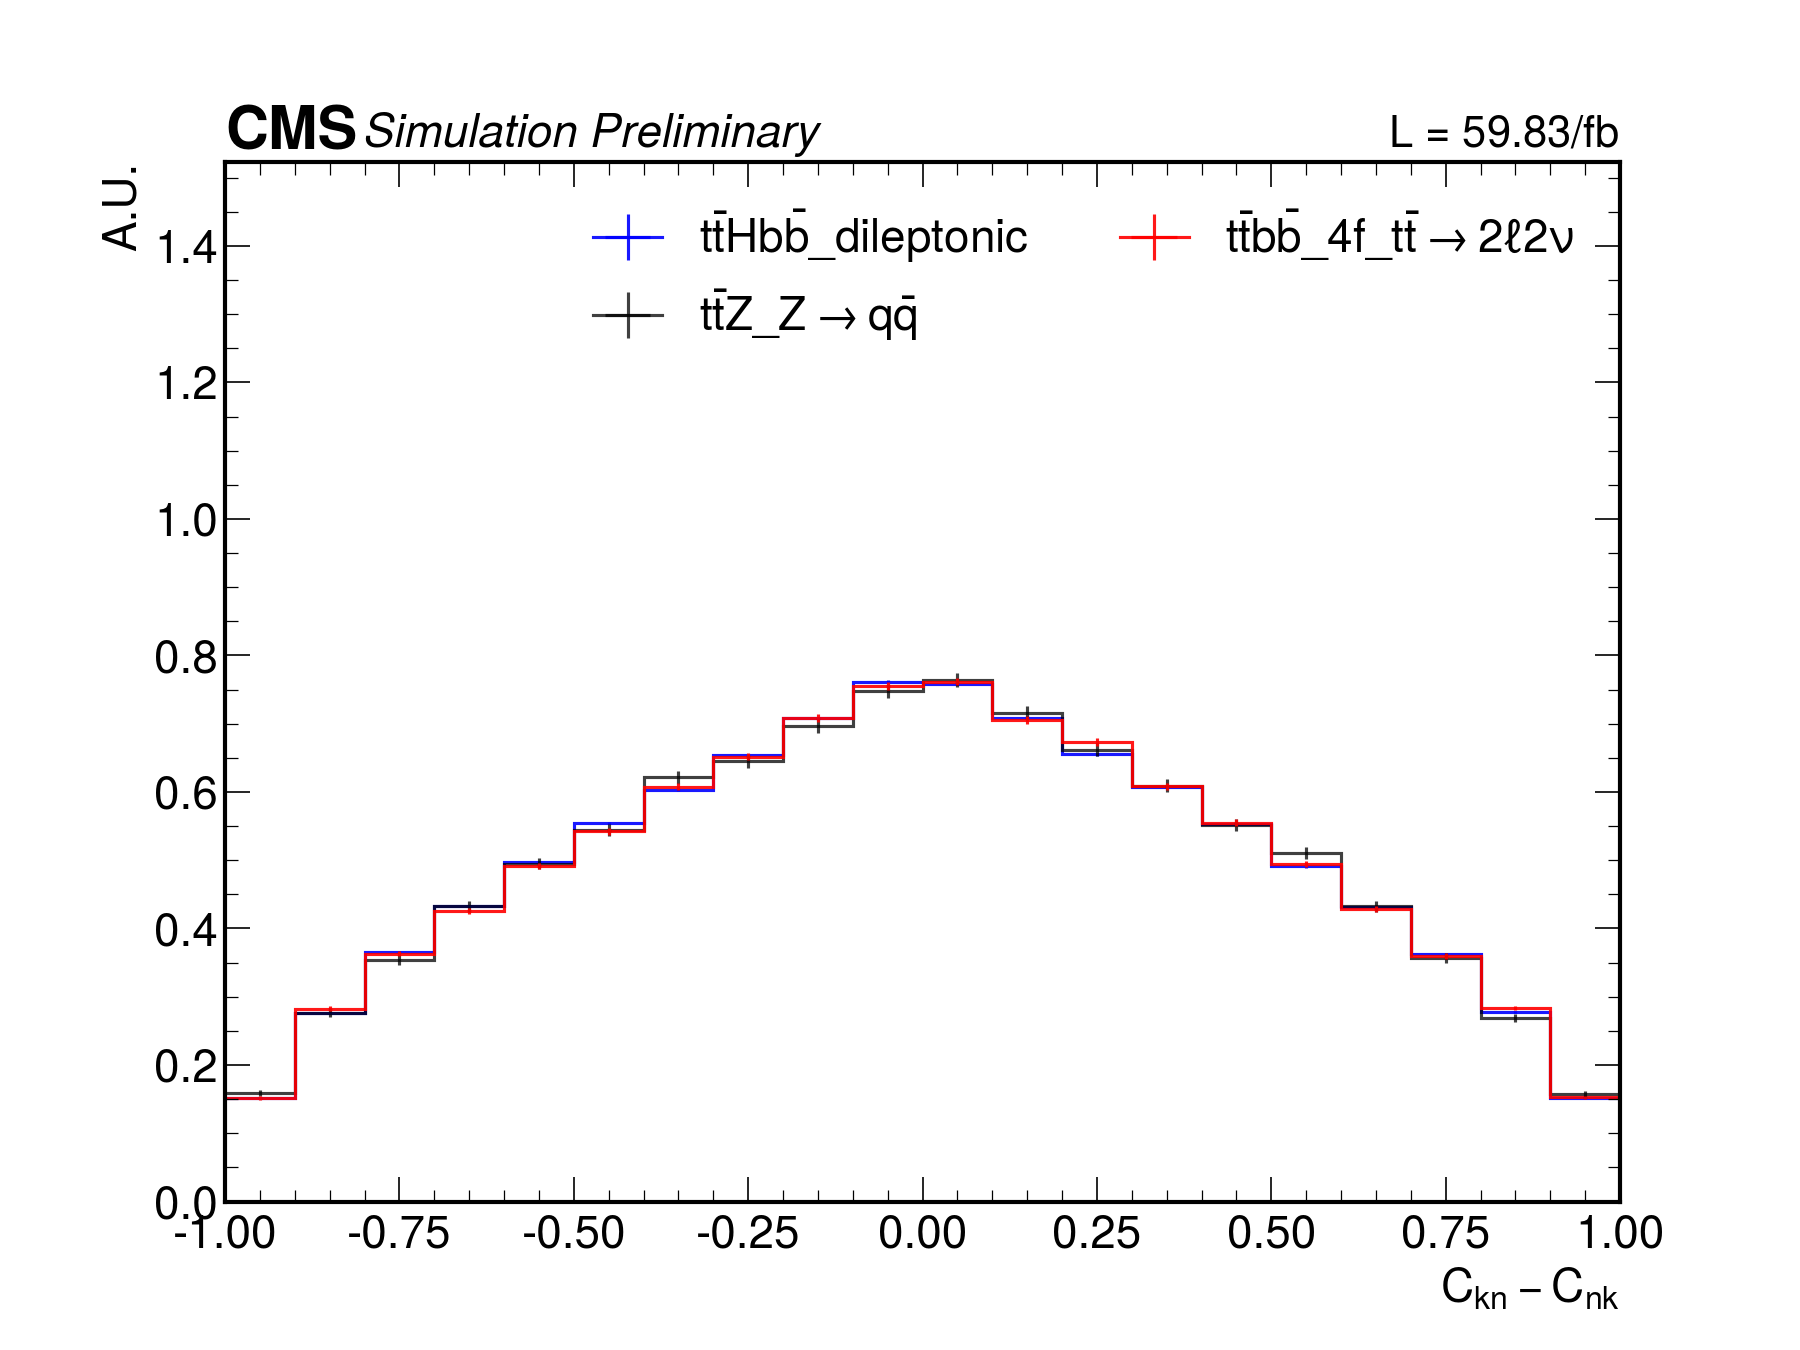 CMS Simulation Preliminary L = 59.83/fb
A.U.
tt̄Hbb̄_dileptonic tt̄bb̄_4f_tt̄ → 2ℓ2ν
tt̄Z_Z → qq̄
1.4
1.2
1.0
0.8
0.6
0.4
0.2
0.0
-1.00 -0.75 -0.50 -0.25 0.00 0.25 0.50 0.75 1.00
Cₖₙ – Cₙₖ